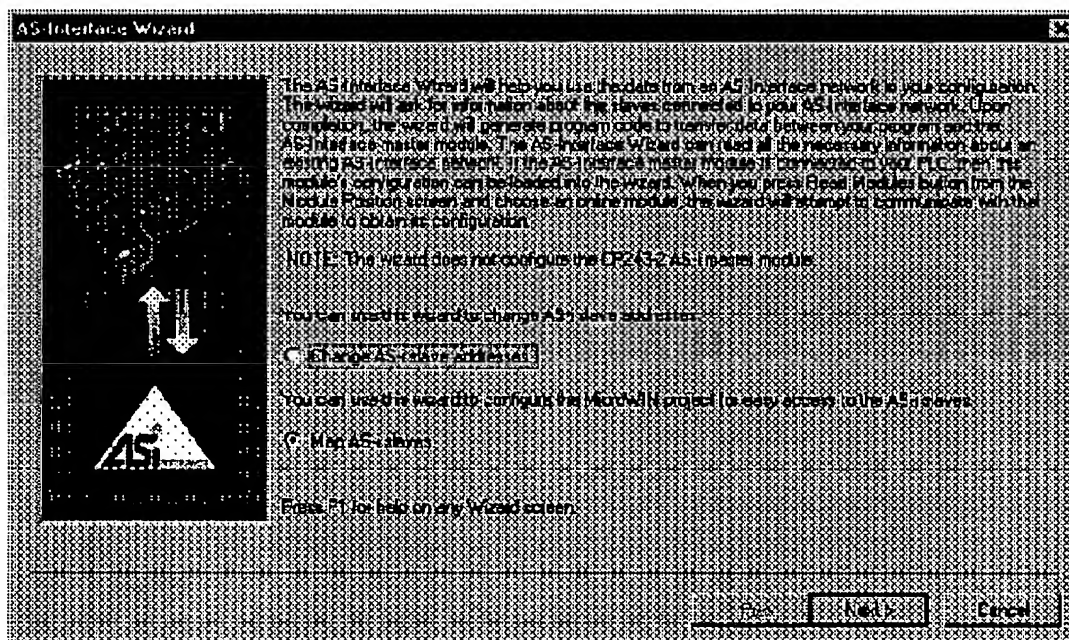 AS-Interface Wizard
The AS-Interface Wizard will help you use the data from an AS-Interface network in your configuration.
The wizard will ask for information about the slaves connected to your AS-Interface network. Upon
completion, the wizard will generate program code to transfer data between your program and the
AS-Interface master module. The AS-Interface Wizard can read all the necessary information about an
existing AS-Interface network. If the AS-Interface master module is connected to your PLC, then the
module's configuration can be loaded into the wizard. When you press Read Modules button from the
Module Position screen and choose an online module, the wizard will attempt to communicate with the
module to obtain its configuration.
NOTE: The wizard does not configure the CP243-2 AS-i master module.
You can use this wizard to change AS-i slave addresses.
Change AS-i slave addresses
You can use this wizard to configure the MicroWIN project for easy access to the AS-i slaves.
Map AS-i slaves
ASi
Press F1 for help on any Wizard screen.
Next >
Cancel